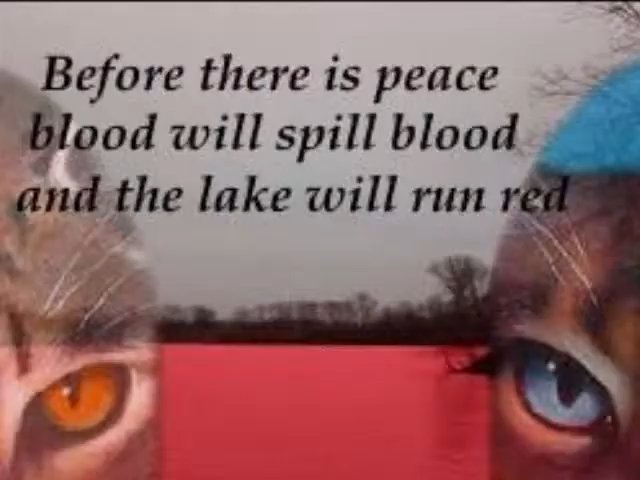 Before there is peace
blood will spill blood
and the lake will run red